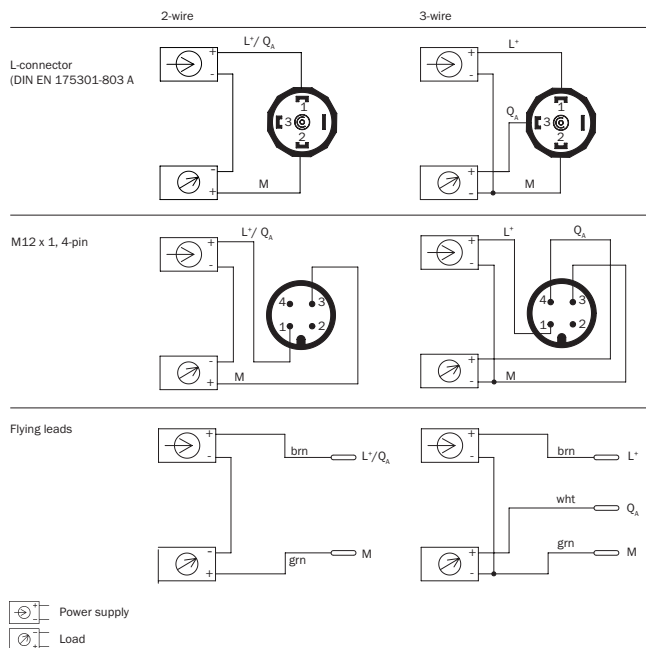 2-wire 3-wire
L-connector
(DIN EN 175301-803 A
L⁺/ Q_A
+
-
1
3
2
-
+
M
L⁺
+
-
Q_A
1
3
2
+
-
M
M12 x 1, 4-pin
L⁺/ Q_A
+
-
4 3
1 2
-
+
M
L⁺ Q_A
+
-
4 3
1 2
+
-
M
Flying leads
+
-
brn L⁺/Q_A
-
+
grn M
+
-
brn L⁺
wht Q_A
+
-
grn M
+
- Power supply
-
+ Load